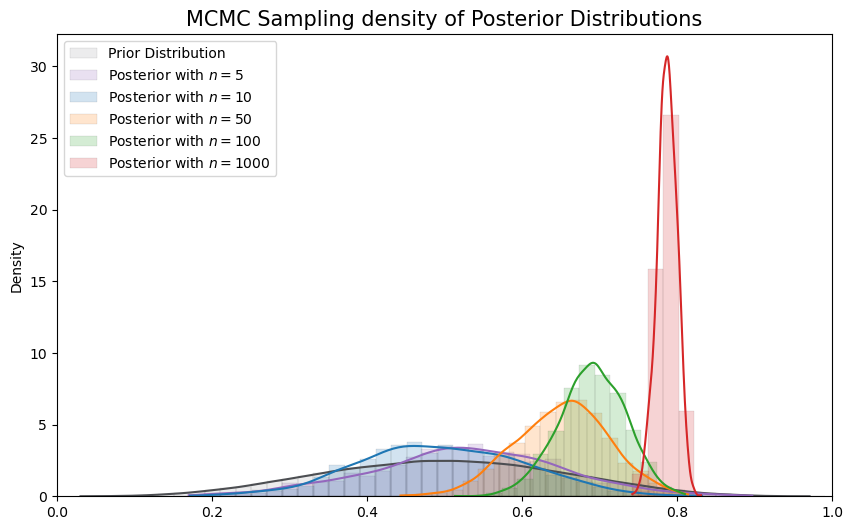 MCMC Sampling density of Posterior Distributions
Prior Distribution
Posterior with n = 5
Posterior with n = 10
Posterior with n = 50
Posterior with n = 100
Posterior with n = 1000
Density
30
25
20
15
10
5
0
0.0 0.2 0.4 0.6 0.8 1.0